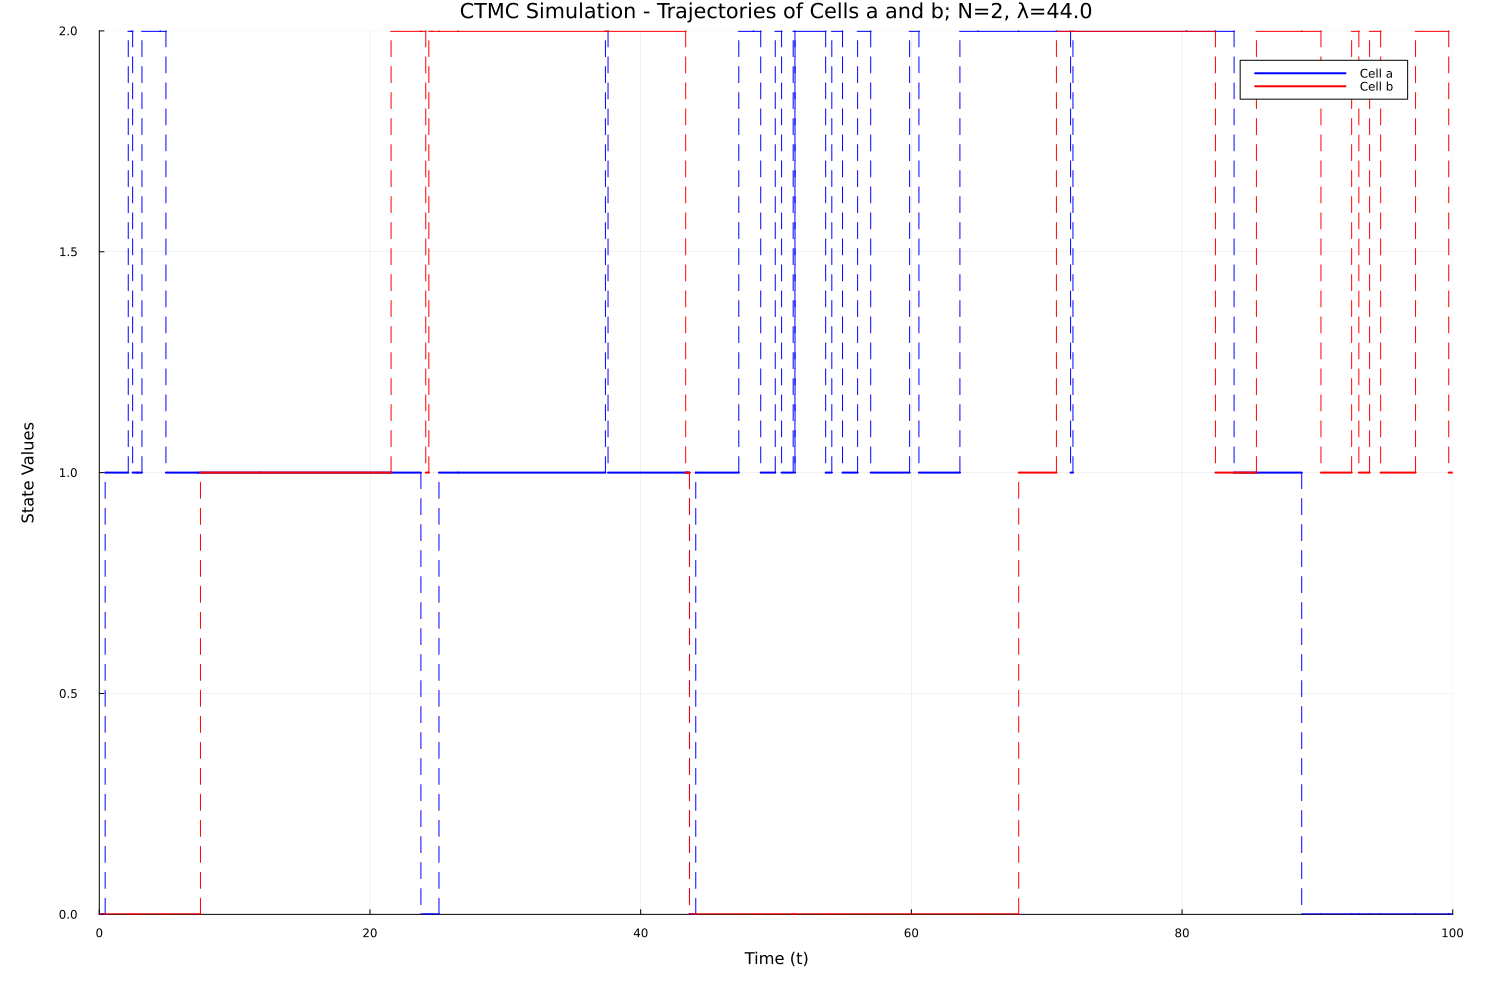 CTMC Simulation - Trajectories of Cells a and b; N=2, λ=44.0
2.0
Cell a
Cell b
1.5
1.0
State Values
0.5
0.0
0 20 40 60 80 100
Time (t)